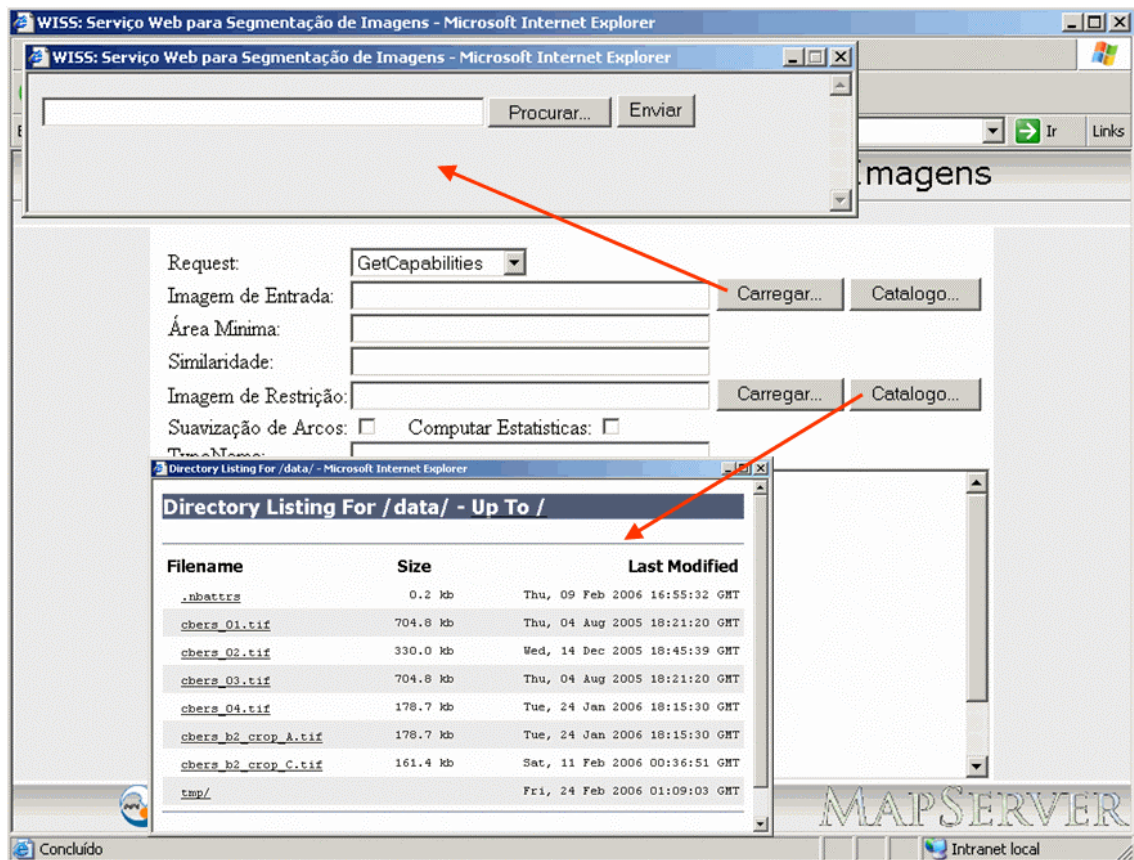 WISS: Serviço Web para Segmentação de Imagens - Microsoft Internet Explorer
WISS: Serviço Web para Segmentação de Imagens - Microsoft Internet Explorer
Procurar... Enviar
Ir Links
Imagens
Request: GetCapabilities
Imagem de Entrada: Carregar... Catalogo...
Área Minima:
Similaridade:
Imagem de Restrição: Carregar... Catalogo...
Suavização de Arcos: Computar Estatisticas:
TypeName:
Directory Listing For /data/ - Microsoft Internet Explorer
Directory Listing For /data/ - Up To /
Filename Size Last Modified
.nbattrs 0.2 kb Thu, 09 Feb 2006 16:55:32 GMT
cbers_01.tif 704.8 kb Thu, 04 Aug 2005 18:21:20 GMT
cbers_02.tif 330.0 kb Wed, 14 Dec 2005 18:45:39 GMT
cbers_03.tif 704.8 kb Thu, 04 Aug 2005 18:21:20 GMT
cbers_04.tif 178.7 kb Tue, 24 Jan 2006 18:15:30 GMT
cbers_b2_crop_A.tif 178.7 kb Tue, 24 Jan 2006 18:15:30 GMT
cbers_b2_crop_C.tif 161.4 kb Sat, 11 Feb 2006 00:36:51 GMT
tmp/ Fri, 24 Feb 2006 01:09:03 GMT
MAPSERVER
Concluído Intranet local